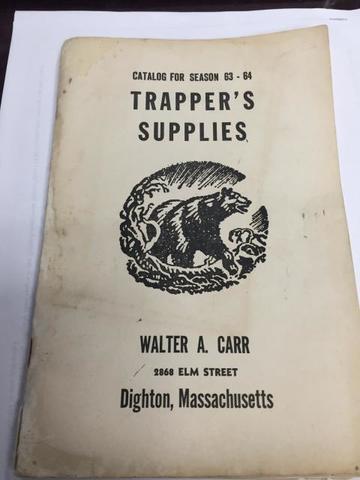 CATALOG FOR SEASON 63 - 64
TRAPPER'S
SUPPLIES
WALTER A. CARR
2868 ELM STREET
Dighton, Massachusetts